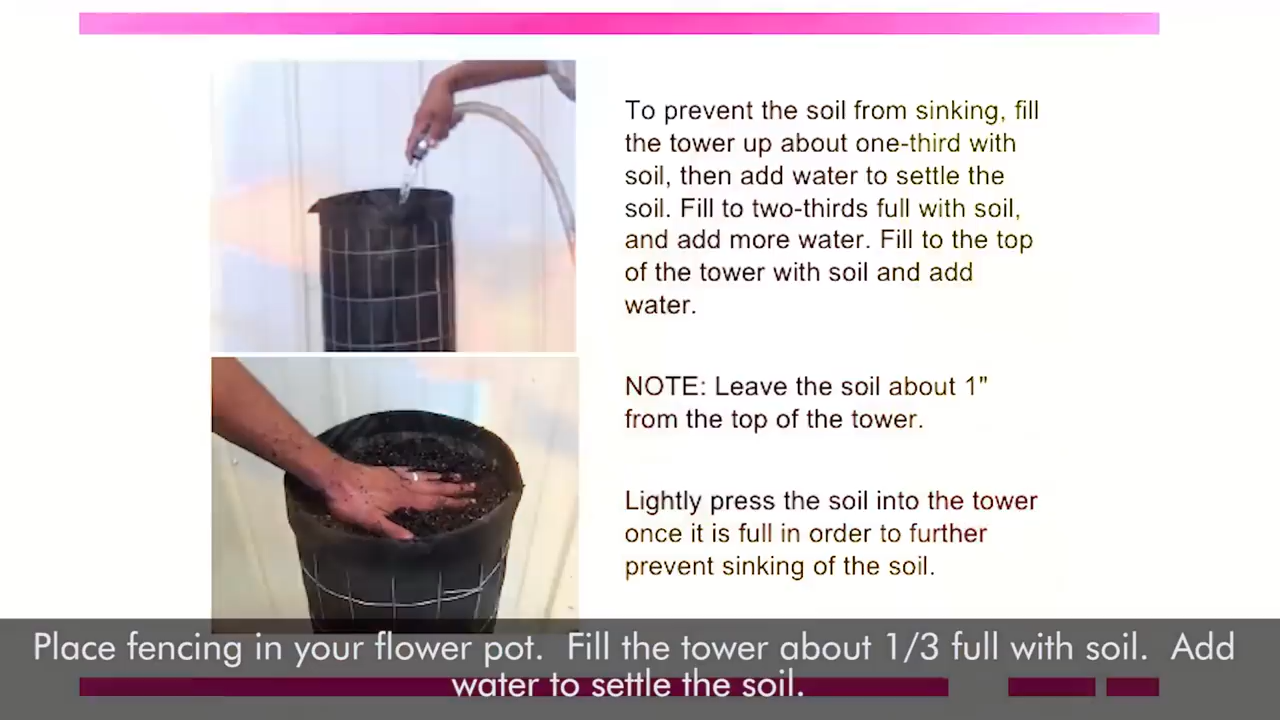 To prevent the soil from sinking, fill
the tower up about one-third with
soil, then add water to settle the
soil. Fill to two-thirds full with soil,
and add more water. Fill to the top
of the tower with soil and add
water.
NOTE: Leave the soil about 1"
from the top of the tower.
Lightly press the soil into the tower
once it is full in order to further
prevent sinking of the soil.
Place fencing in your flower pot.  Fill the tower about 1/3 full with soil.  Add
water to settle the soil.